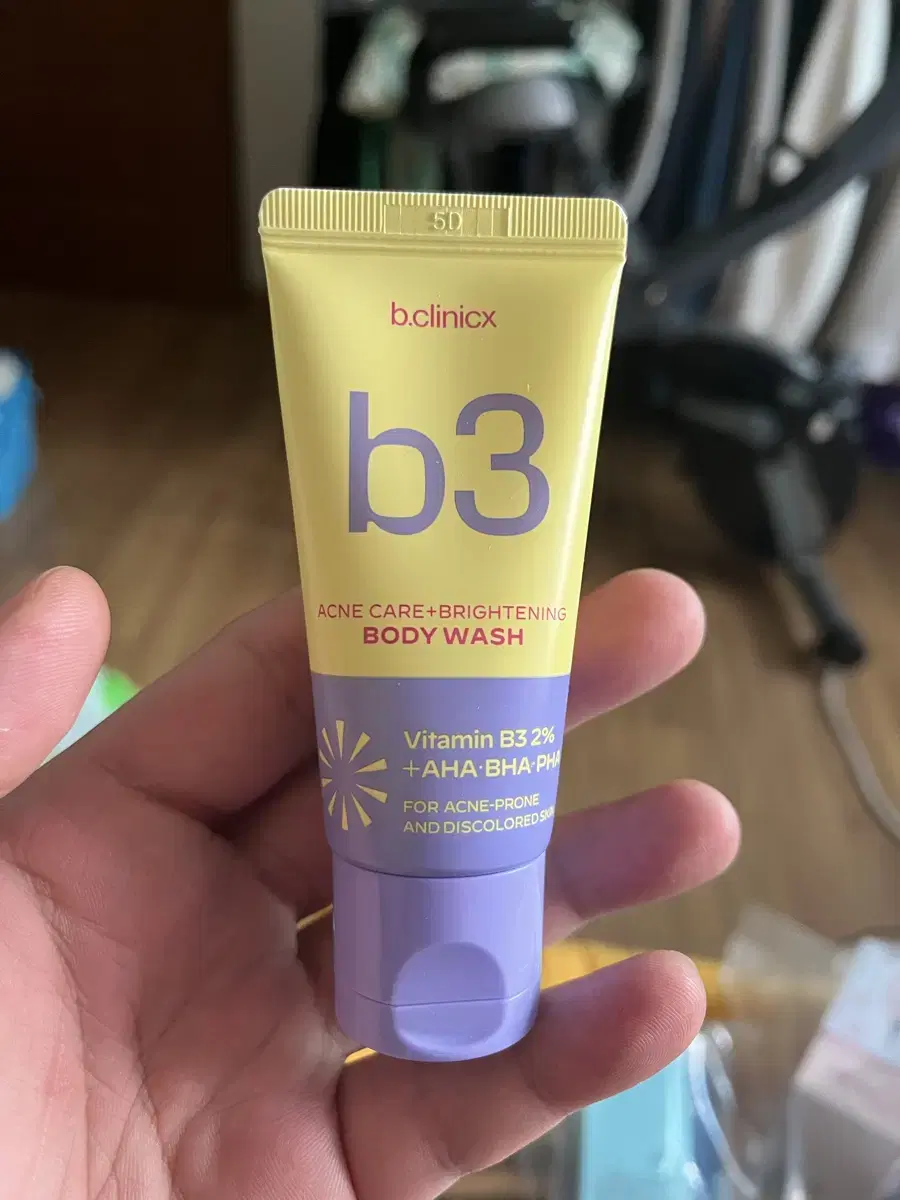 5D
b.clinicx
b3
ACNE CARE+BRIGHTENING
BODY WASH
Vitamin B3 2%
+AHA·BHA·PHA
FOR ACNE-PRONE
AND DISCOLORED SKIN